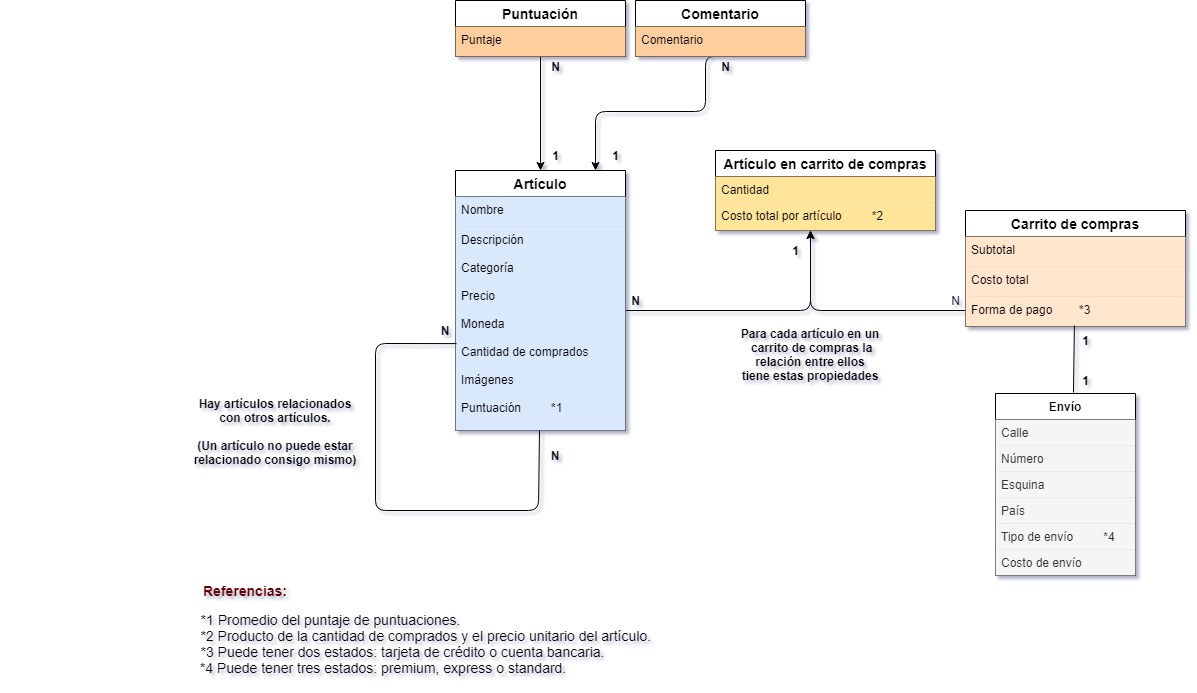 Puntuación
Puntaje
N
Comentario
Comentario
N
1
1
Artículo
Nombre
Descripción
Categoría
Precio
Moneda
Cantidad de comprados
Imágenes
Puntuación *1
N
N
N
Hay artículos relacionados
con otros artículos.
(Un artículo no puede estar
relacionado consigo mismo)
Artículo en carrito de compras
Cantidad
Costo total por artículo *2
1
N
Para cada artículo en un
carrito de compras la
relación entre ellos
tiene estas propiedades
Carrito de compras
Subtotal
Costo total
Forma de pago *3
1
1
Envío
Calle
Número
Esquina
País
Tipo de envío *4
Costo de envío
Referencias:
*1 Promedio del puntaje de puntuaciones.
*2 Producto de la cantidad de comprados y el precio unitario del artículo.
*3 Puede tener dos estados: tarjeta de crédito o cuenta bancaria.
*4 Puede tener tres estados: premium, express o standard.